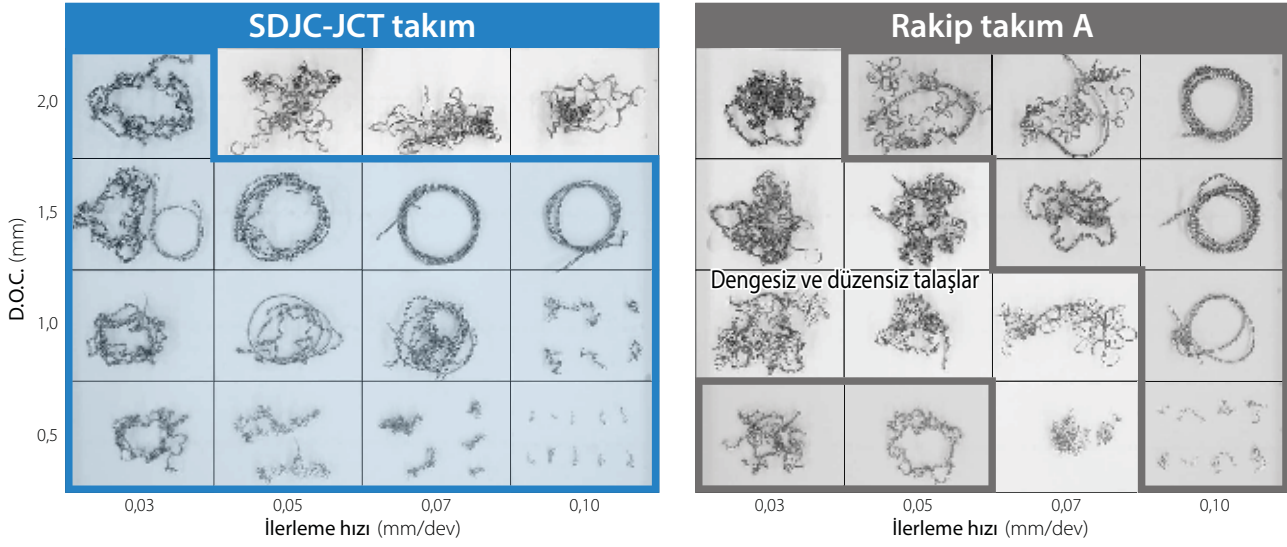 SDJC-JCT takım
Rakip takım A
D.O.C. (mm)
2,0
1,5
1,0
0,5
Dengesiz ve düzensiz talaşlar
0,03 0,05 0,07 0,10
0,03 0,05 0,07 0,10
İlerleme hızı (mm/dev)
İlerleme hızı (mm/dev)